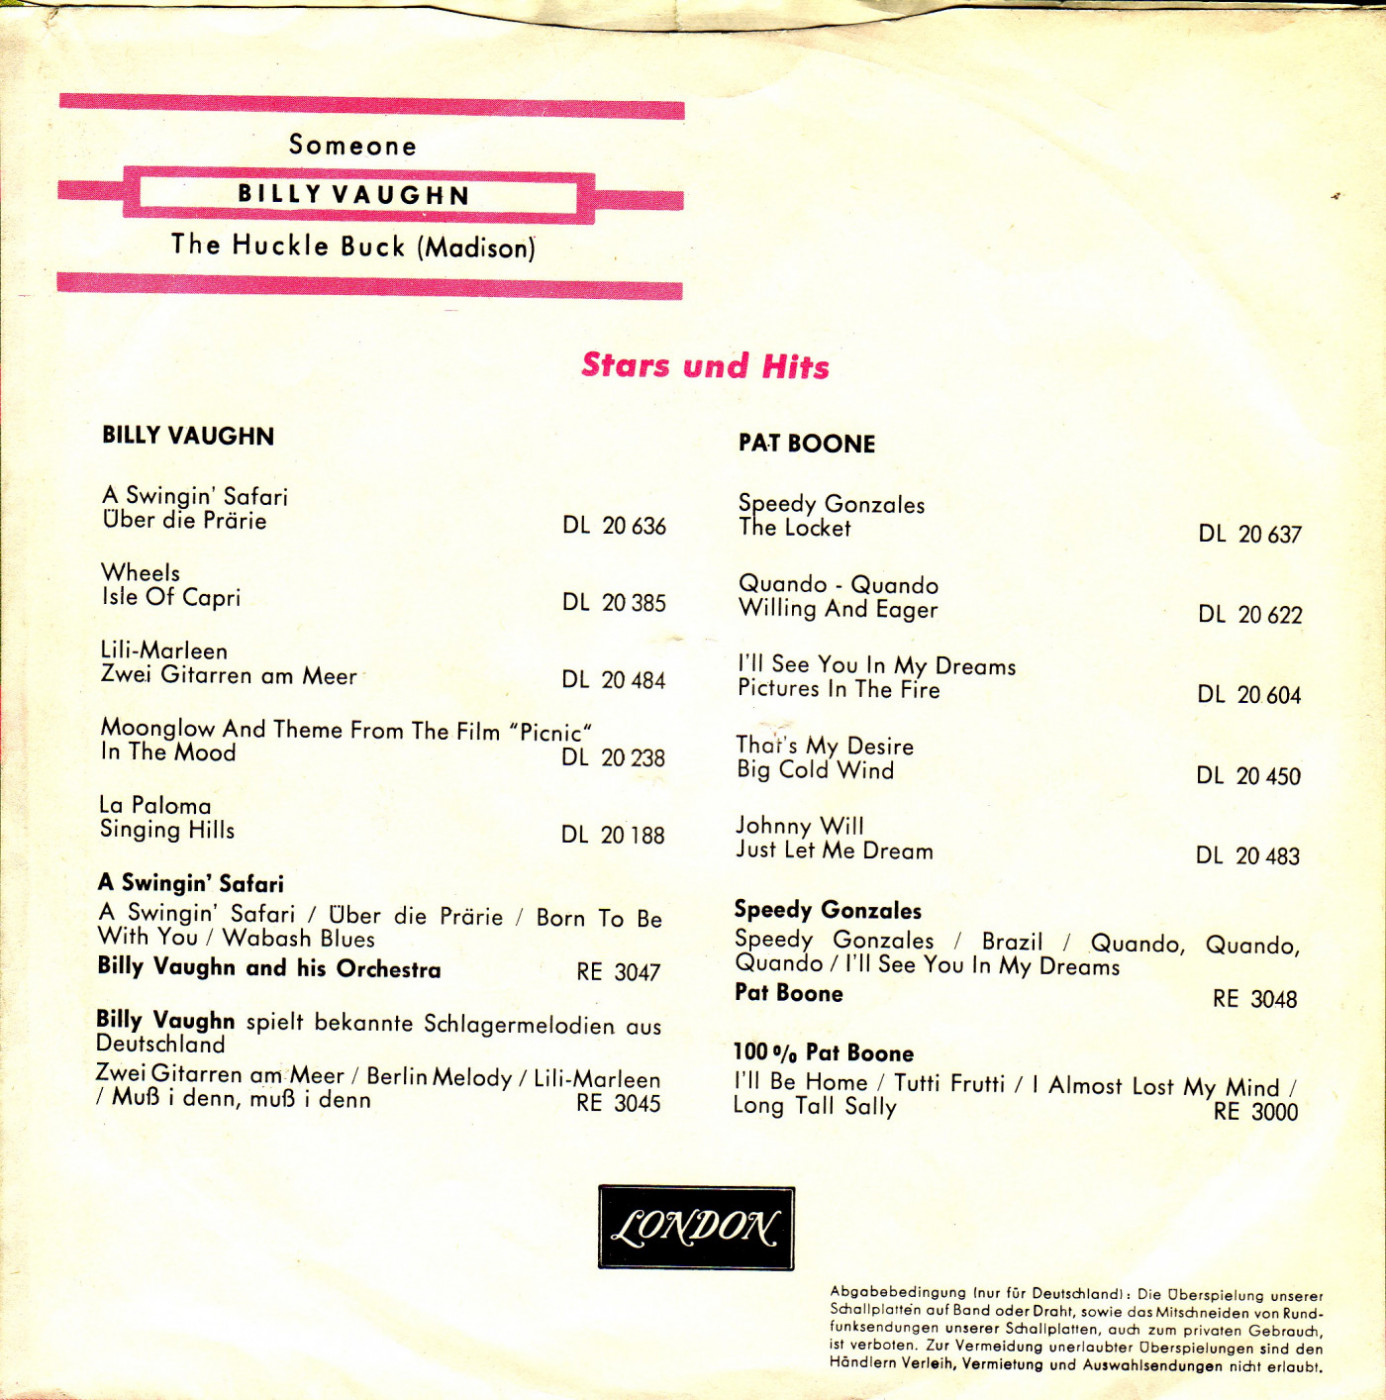 Someone
BILLY VAUGHN
The Huckle Buck (Madison)
Stars und Hits
BILLY VAUGHN
A Swingin' Safari
Über die Prärie DL 20 636
Wheels
Isle Of Capri DL 20 385
Lili-Marleen
Zwei Gitarren am Meer DL 20 484
Moonglow And Theme From The Film “Picnic“
In The Mood DL 20 238
La Paloma
Singing Hills DL 20 188
A Swingin' Safari
A Swingin' Safari / Über die Prärie / Born To Be
With You / Wabash Blues
Billy Vaughn and his Orchestra RE 3047
Billy Vaughn spielt bekannte Schlagermelodien aus
Deutschland
Zwei Gitarren am Meer / Berlin Melody / Lili-Marleen
/ Muß i denn, muß i denn RE 3045
PAT BOONE
Speedy Gonzales
The Locket DL 20 637
Quando - Quando
Willing And Eager DL 20 622
I'll See You In My Dreams
Pictures In The Fire DL 20 604
That's My Desire
Big Cold Wind DL 20 450
Johnny Will
Just Let Me Dream DL 20 483
Speedy Gonzales
Speedy Gonzales / Brazil / Quando, Quando,
Quando / I'll See You In My Dreams
Pat Boone RE 3048
100 % Pat Boone
I'll Be Home / Tutti Frutti / I Almost Lost My Mind /
Long Tall Sally RE 3000
LONDON
Abgabebedingung (nur für Deutschland): Die Überspielung unserer
Schallplatten auf Band oder Draht, sowie das Mitschneiden von Rund-
funksendungen unserer Schallplatten, auch zum privaten Gebrauch,
ist verboten. Zur Vermeidung unerlaubter Überspielungen sind den
Händlern Verleih, Vermietung und Auswahlsendungen nicht erlaubt.